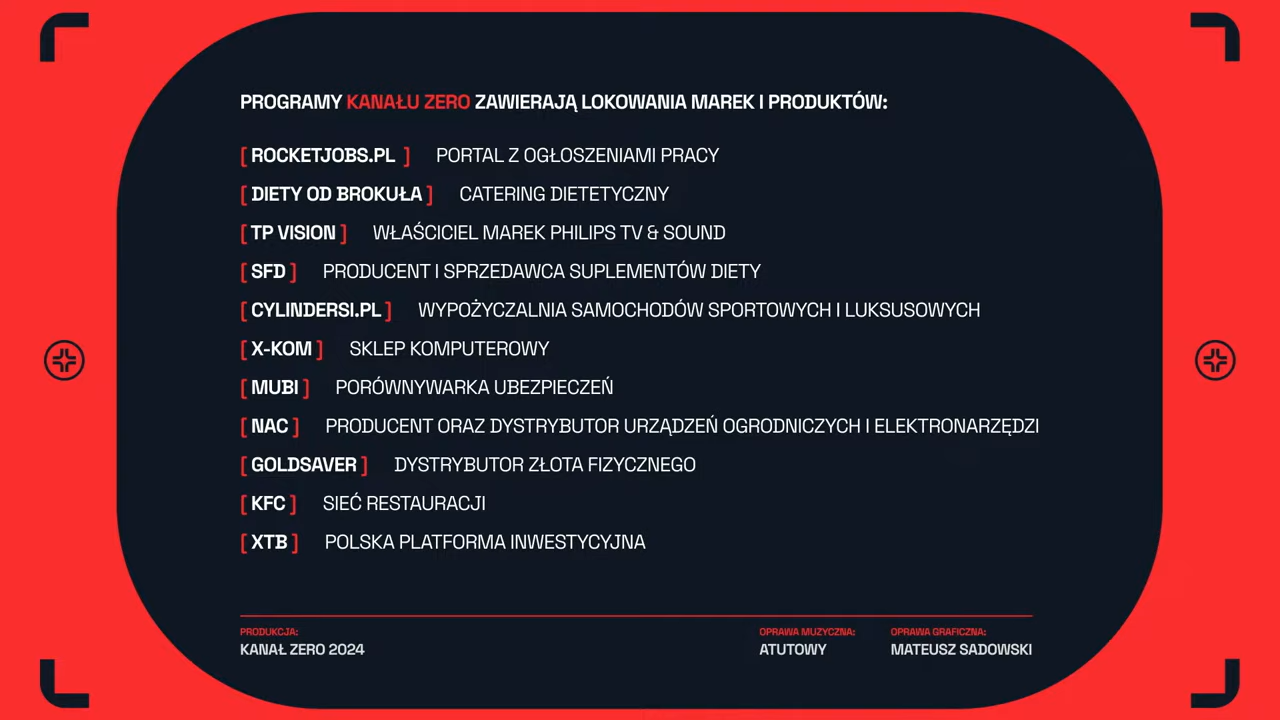 PROGRAMY KANAŁU ZERO ZAWIERAJĄ LOKOWANIA MAREK I PRODUKTÓW:
[ ROCKETJOBS.PL ] PORTAL Z OGŁOSZENIAMI PRACY
[ DIETY OD BROKUŁA ] CATERING DIETETYCZNY
[ TP VISION ] WŁAŚCICIEL MAREK PHILIPS TV & SOUND
[ SFD ] PRODUCENT I SPRZEDAWCA SUPLEMENTÓW DIETY
[ CYLINDERSI.PL ] WYPOŻYCZALNIA SAMOCHODÓW SPORTOWYCH I LUKSUSOWYCH
[ X-KOM ] SKLEP KOMPUTEROWY
[ MUBI ] PORÓWNYWARKA UBEZPIECZEŃ
[ NAC ] PRODUCENT ORAZ DYSTRYBUTOR URZĄDZEŃ OGRODNICZYCH I ELEKTRONARZĘDZI
[ GOLDSAVER ] DYSTRYBUTOR ZŁOTA FIZYCZNEGO
[ KFC ] SIEĆ RESTAURACJI
[ XTB ] POLSKA PLATFORMA INWESTYCYJNA
PRODUKCJA:
KANAŁ ZERO 2024
OPRAWA MUZYCZNA:
ATUTOWY
OPRAWA GRAFICZNA:
MATEUSZ SADOWSKI